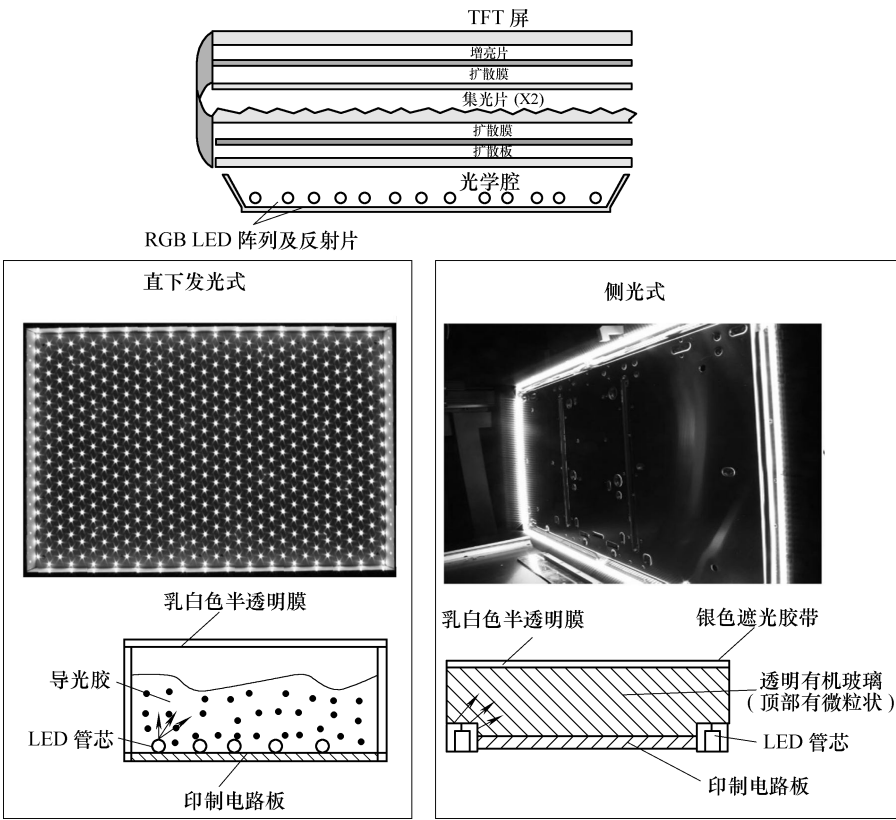 TFT 屏
增亮片
扩散膜
集光片 (X2)
扩散膜
扩散板
光学腔
RGB LED 阵列及反射片
直下发光式
乳白色半透明膜
导光胶
LED 管芯
印制电路板
侧光式
乳白色半透明膜
银色遮光胶带
透明有机玻璃
( 顶部有微粒状 )
LED 管芯
印制电路板